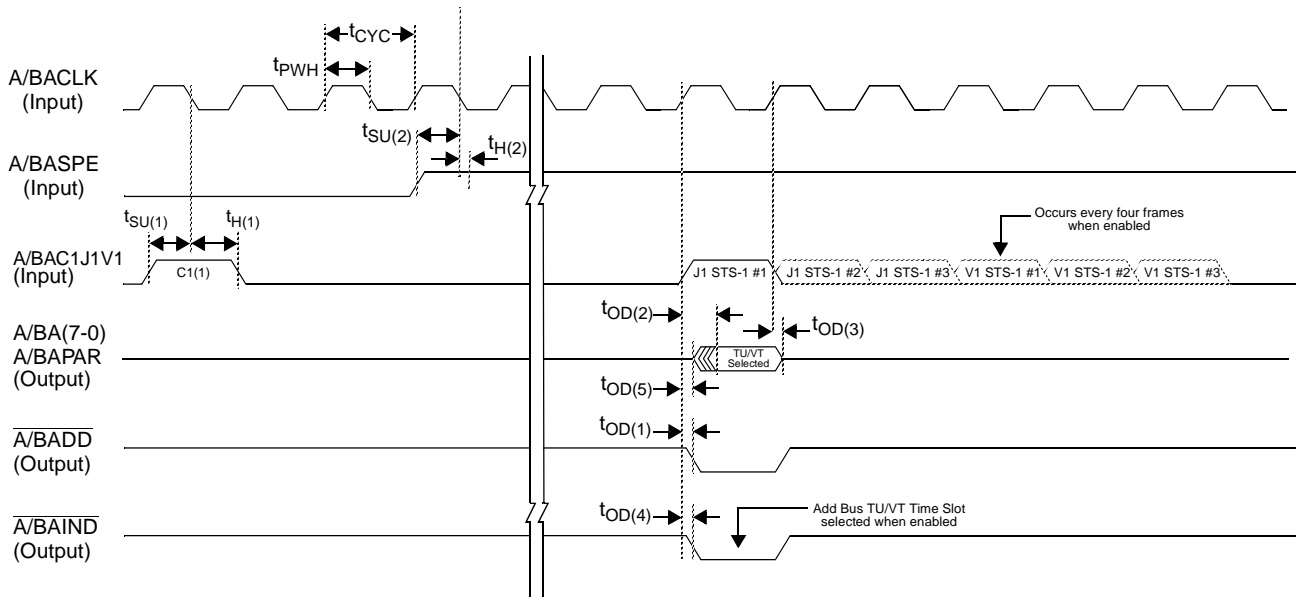 tCYC
tPWH
A/BACLK
(Input)
tSU(2)
tH(2)
A/BASPE
(Input)
tSU(1)
tH(1)
Occurs every four frames
when enabled
A/BAC1J1V1
(Input)
C1(1)
J1 STS-1 #1
J1 STS-1 #2
J1 STS-1 #3
V1 STS-1 #1
V1 STS-1 #2
V1 STS-1 #3
tOD(2)
tOD(3)
A/BA(7-0)
A/BAPAR
(Output)
TU/VT
Selected
tOD(5)
tOD(1)
A/BADD
(Output)
tOD(4)
Add Bus TU/VT Time Slot
selected when enabled
A/BAIND
(Output)